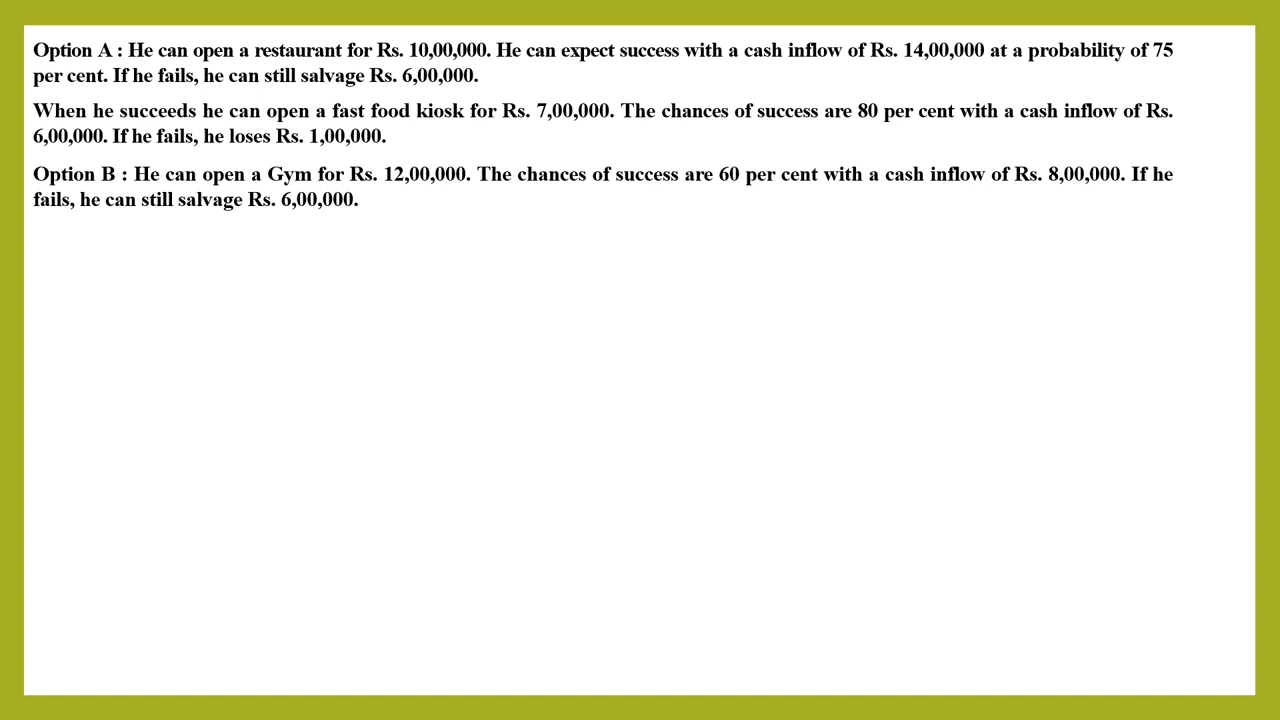 Option A : He can open a restaurant for Rs. 10,00,000. He can expect success with a cash inflow of Rs. 14,00,000 at a probability of 75
per cent. If he fails, he can still salvage Rs. 6,00,000.
When he succeeds he can open a fast food kiosk for Rs. 7,00,000. The chances of success are 80 per cent with a cash inflow of Rs.
6,00,000. If he fails, he loses Rs. 1,00,000.
Option B : He can open a Gym for Rs. 12,00,000. The chances of success are 60 per cent with a cash inflow of Rs. 8,00,000. If he
fails, he can still salvage Rs. 6,00,000.